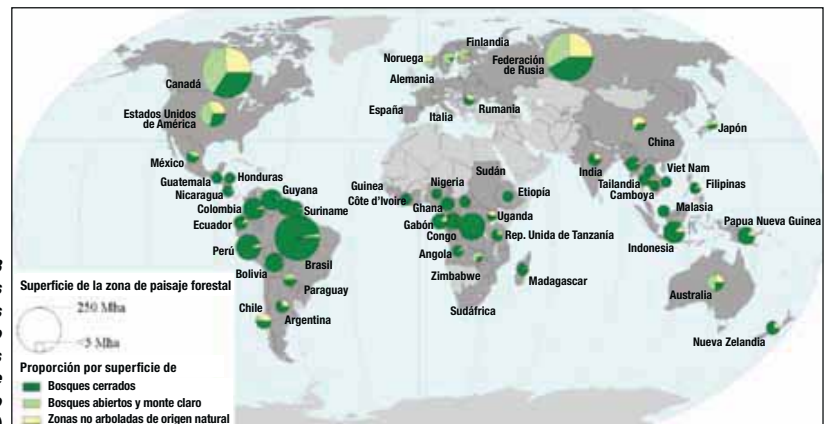 Canadá
Estados Unidos
de América
México
Guatemala
Honduras
Nicaragua
Colombia
Guyana
Suriname
Ecuador
Perú
Brasil
Bolivia
Paraguay
Chile
Argentina
Noruega
Finlandia
Alemania
España
Italia
Rumania
Federación
de Rusia
Guinea
Côte d'Ivoire
Nigeria
Ghana
Sudán
Etiopía
Gabón
Congo
Uganda
Rep. Unida de Tanzanía
Angola
Zimbabwe
Madagascar
Sudáfrica
China
Japón
India
Viet Nam
Tailandia
Camboya
Filipinas
Malasia
Indonesia
Papua Nueva Guinea
Australia
Nueva Zelandia
Superficie de la zona de paisaje forestal
250 Mha
<5 Mha
Proporción por superficie de
Bosques cerrados
Bosques abiertos y monte claro
Zonas no arboladas de origen natural